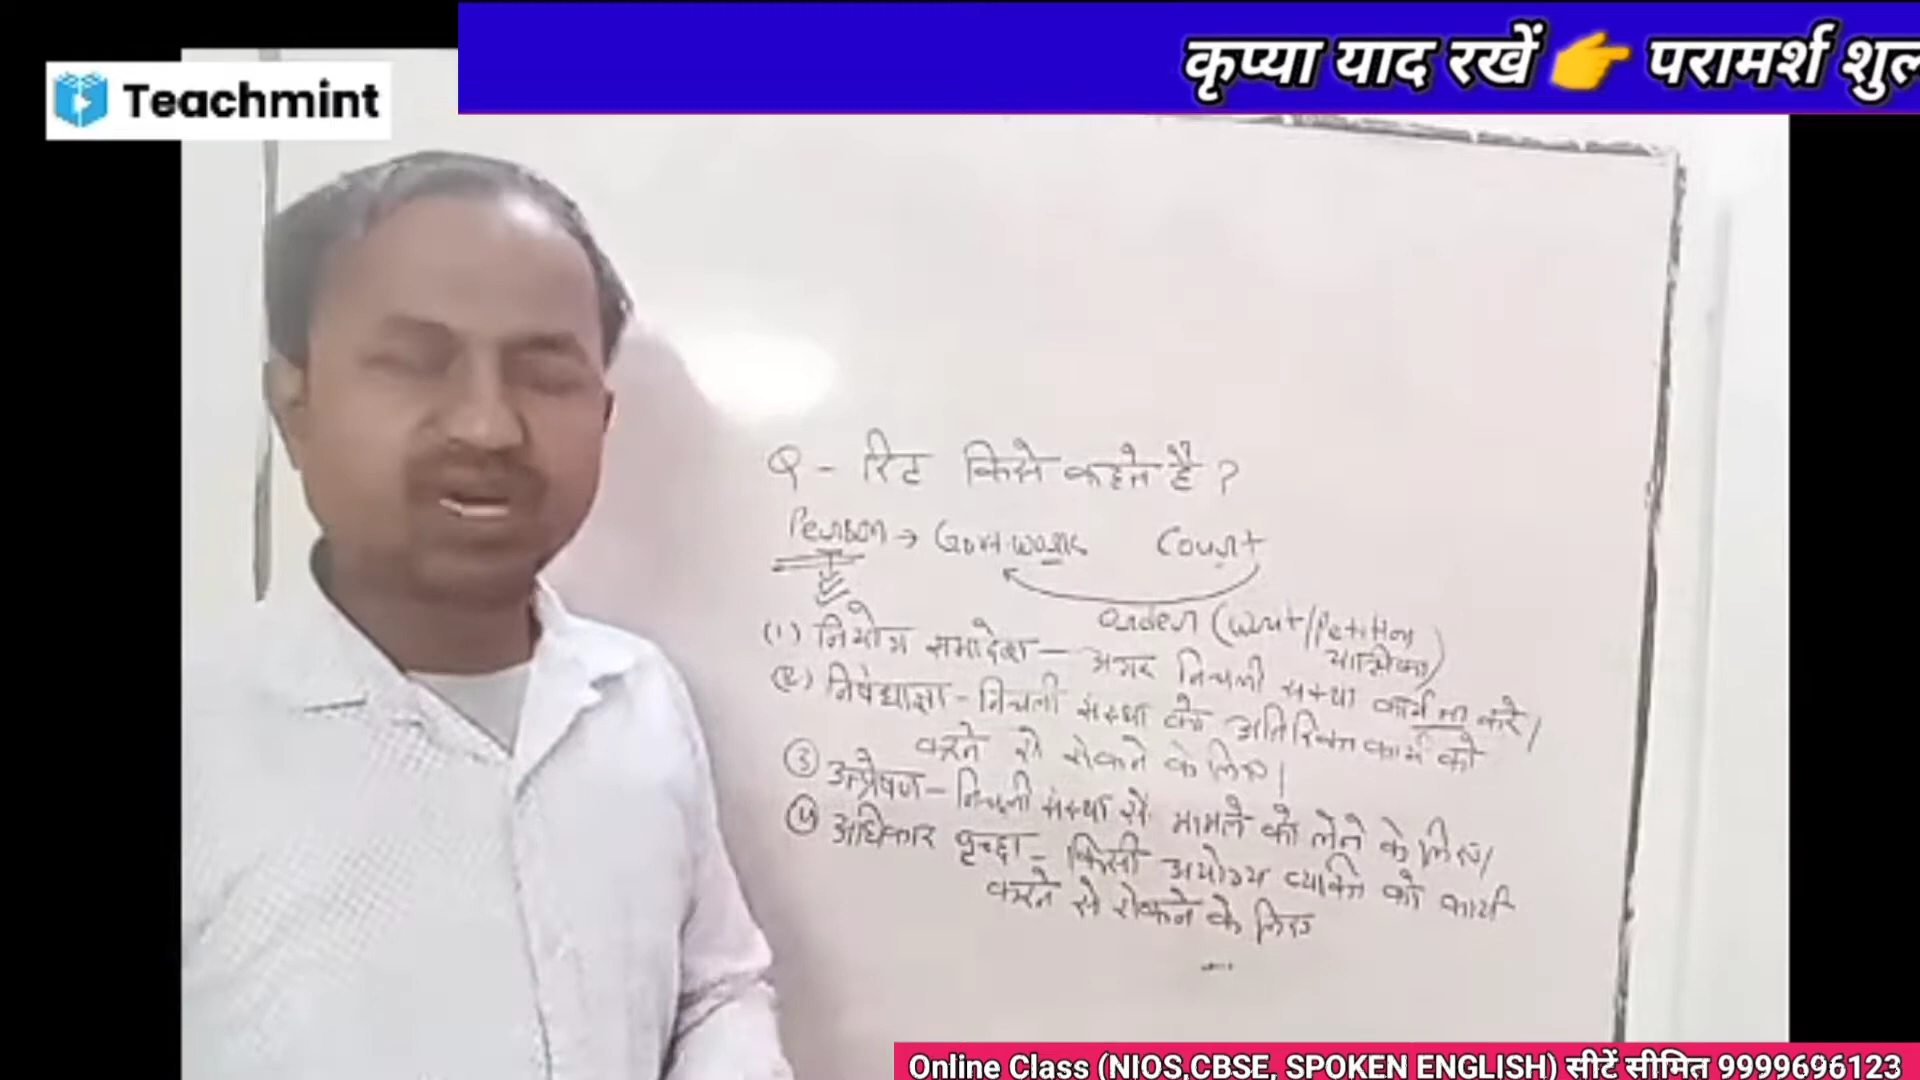 कृप्या याद रखें 👉 परामर्श शुल
Teachmint
Q - रिट किसे कहते है ?
Person → Govt. works Court
order (writ/Petition
याचिका)
(1) नियोग समादेश - अगर निचली संस्था कार्य ना करे।
(2) निषेधाज्ञा - निचली संस्था को अतिरिक्त कार्य को
करने से रोकने के लिए।
③ उत्प्रेषण - निचली संस्था से मामले को लेने के लिए।
④ अधिकार पृच्छा - किसी अयोग्य व्यक्ति को कार्य
करने से रोकने के लिए
Online Class (NIOS,CBSE, SPOKEN ENGLISH) सीटें सीमित 9999696123